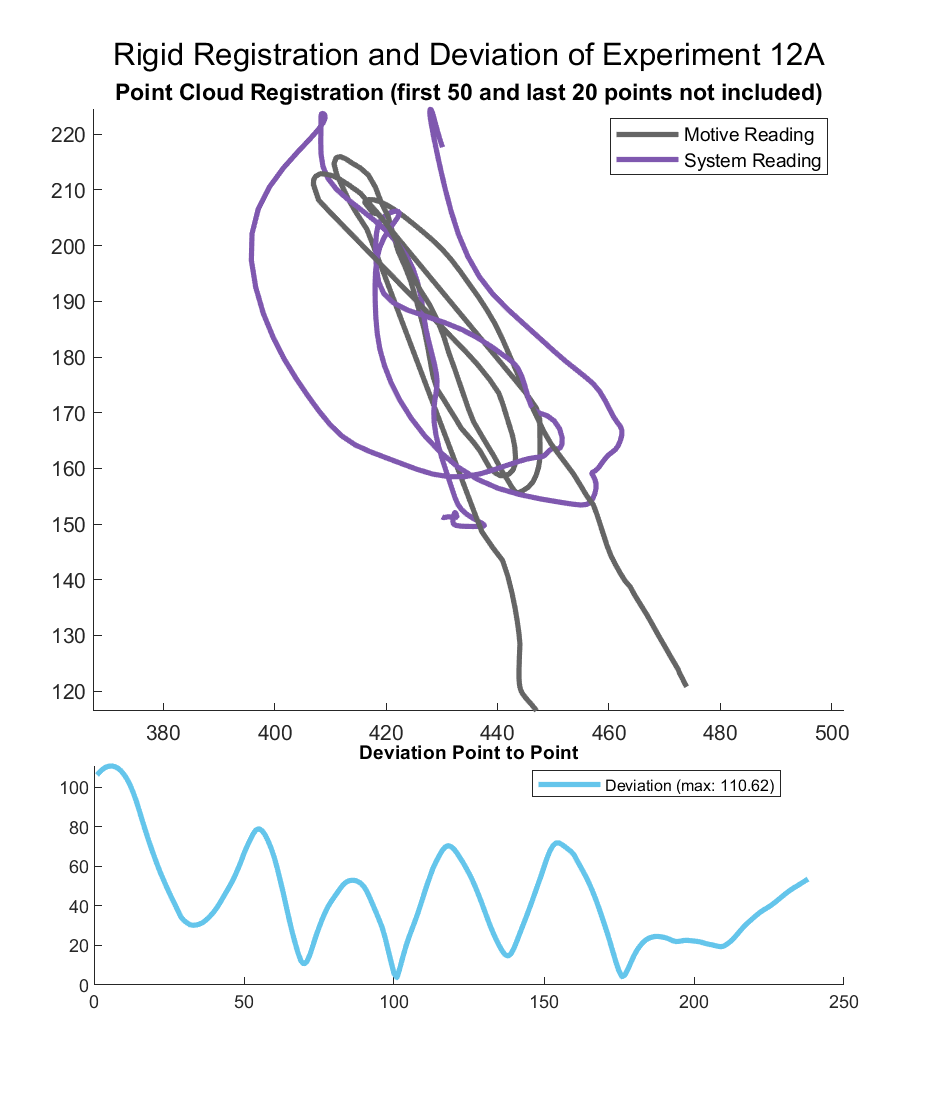 Rigid Registration and Deviation of Experiment 12A
Point Cloud Registration (first 50 and last 20 points not included)
Motive Reading
System Reading
220
210
200
190
180
170
160
150
140
130
120
380 400 420 440 460 480 500
Deviation Point to Point
Deviation (max: 110.62)
100
80
60
40
20
0
0 50 100 150 200 250